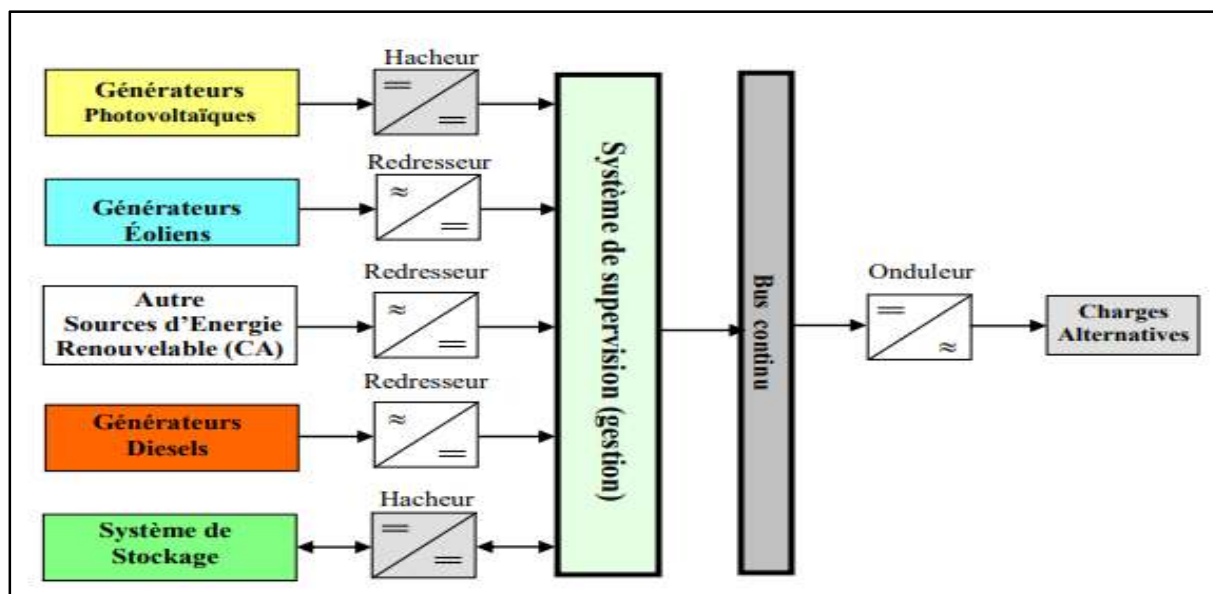 Hacheur
Générateurs
Photovoltaïques
Redresseur
Générateurs
Éoliens
Redresseur
Autre
Sources d'Energie
Renouvelable (CA)
Redresseur
Générateurs
Diesels
Hacheur
Système de
Stockage
Système de supervision (gestion)
Bus continu
Onduleur
Charges
Alternatives